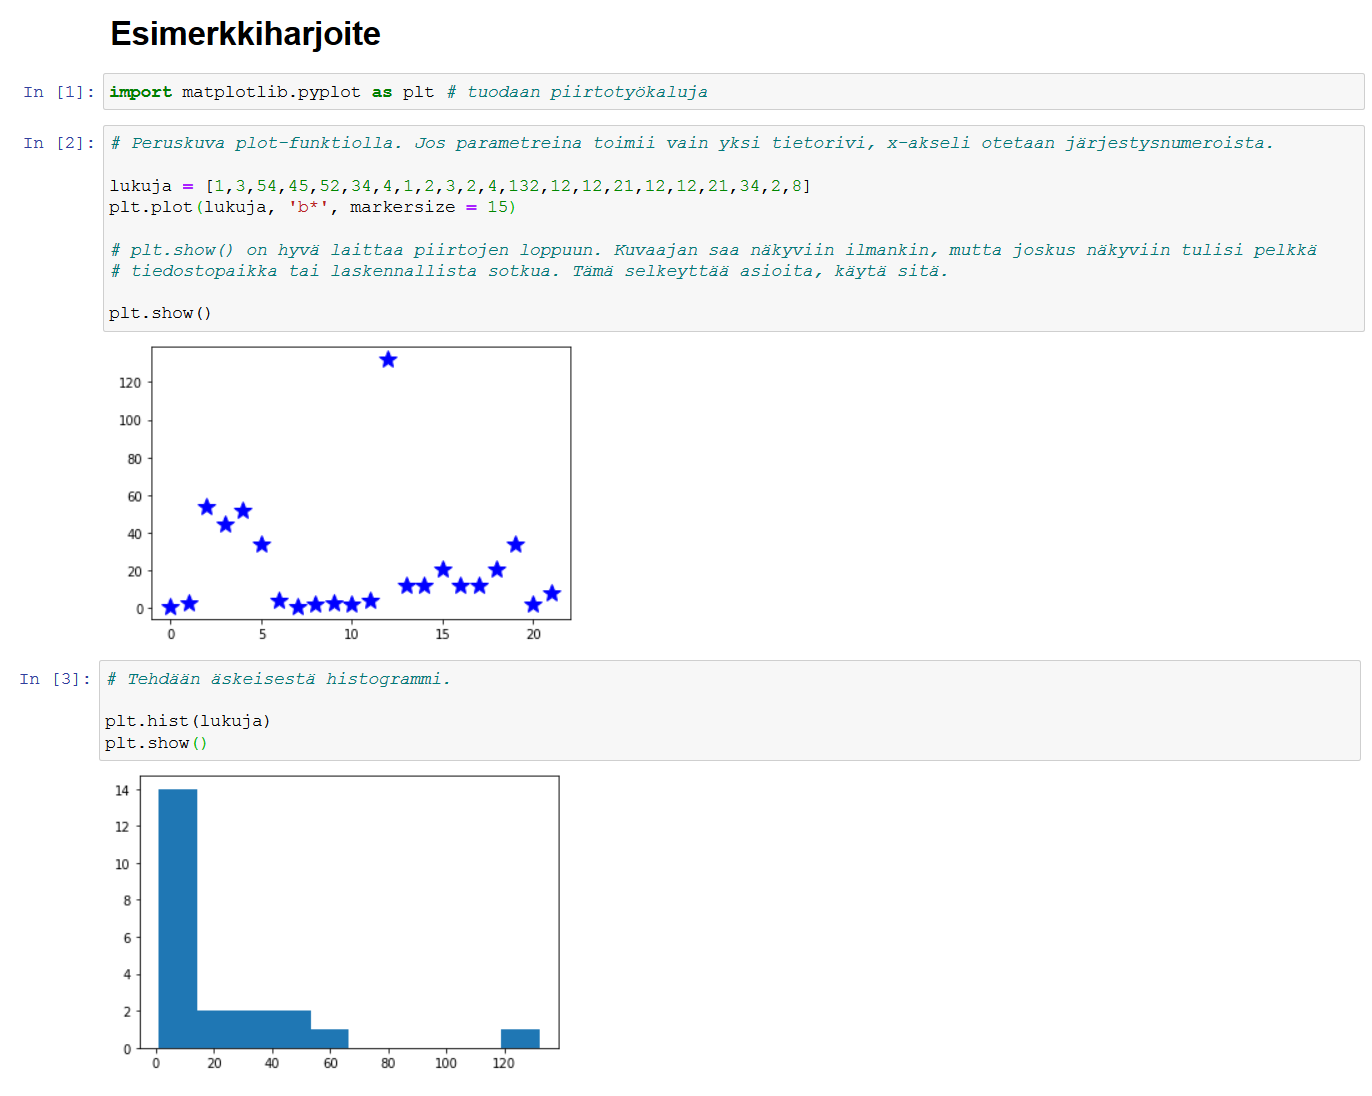 Esimerkkiharjoite
In [1]: import matplotlib.pyplot as plt # tuodaan piirtotyökaluja
In [2]: # Peruskuva plot-funktiolla. Jos parametreina toimii vain yksi tietorivi, x-akseli otetaan järjestysnumeroista.
lukuja = [1,3,54,45,52,34,4,1,2,3,2,4,132,12,12,21,12,12,21,34,2,8]
plt.plot(lukuja, 'b*', markersize = 15)
# plt.show() on hyvä laittaa piirtojen loppuun. Kuvaajan saa näkyviin ilmankin, mutta joskus näkyviin tulisi pelkkä
# tiedostopaikka tai laskennallista sotkua. Tämä selkeyttää asioita, käytä sitä.
plt.show()
120
100
80
60
40
20
0
0 5 10 15 20
In [3]: # Tehdään äskeisestä histogrammi.
plt.hist(lukuja)
plt.show()
14
12
10
8
6
4
2
0
0 20 40 60 80 100 120